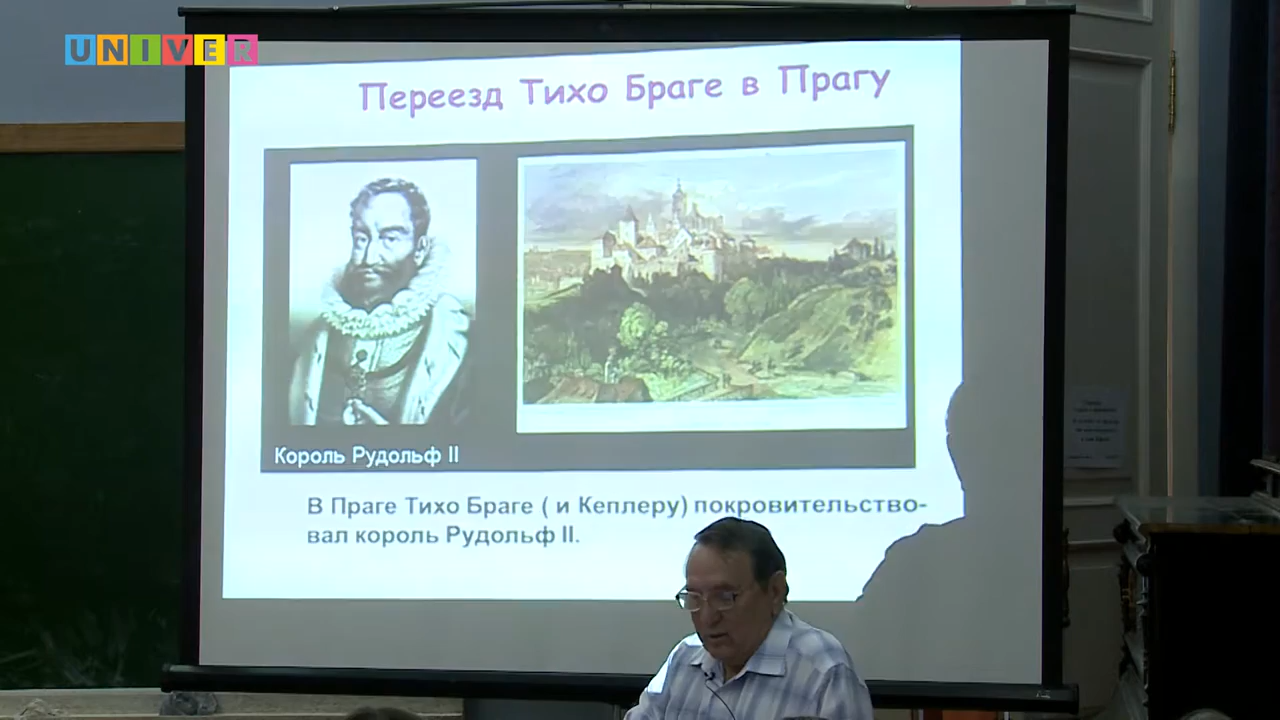 UNIVER
Переезд Тихо Браге в Прагу
Король Рудольф II
В Праге Тихо Браге ( и Кеплеру) покровительство-
вал король Рудольф II.